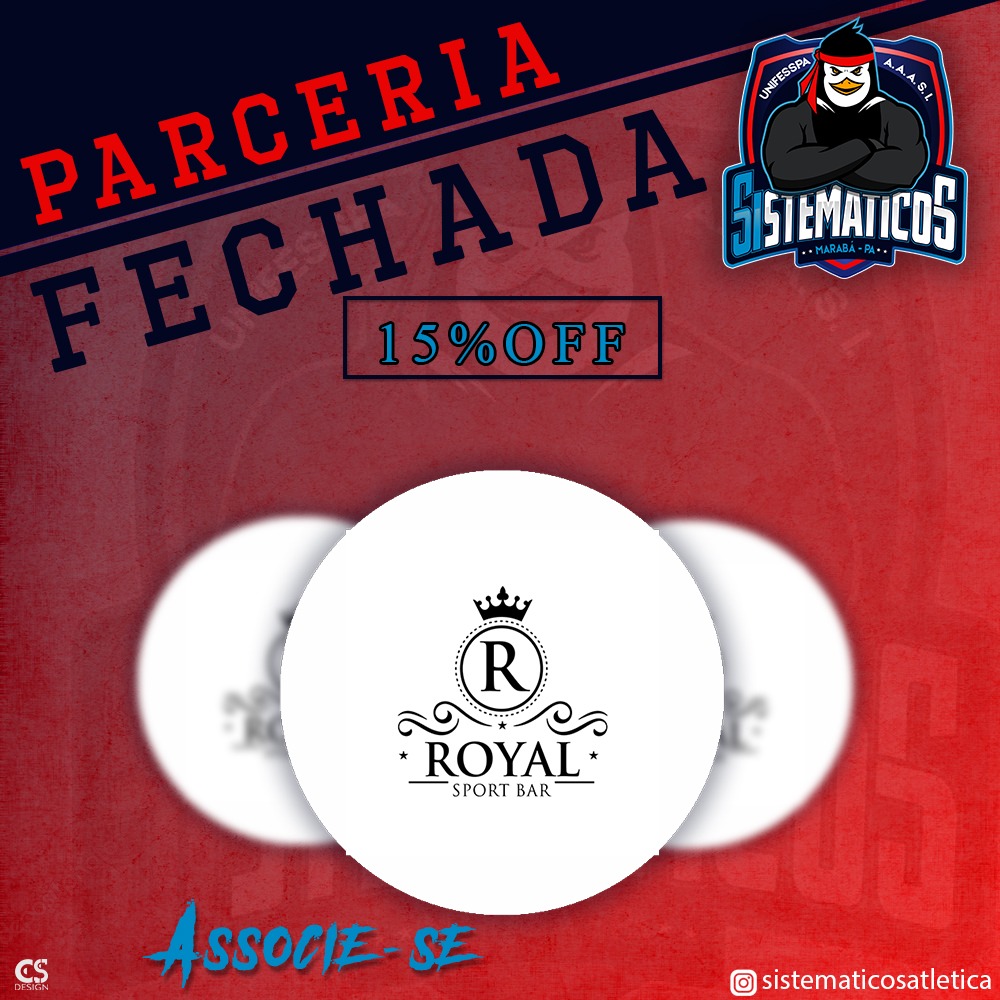 PARCERIA
FECHADA
UNIFESSPA
A.A.A.S.I.
SISTEMATICOS
• • MARABÁ - PA • •
15%OFF
R
ROYAL
SPORT BAR
ASSOCIE-SE
CS
DESIGN
sistematicosatletica